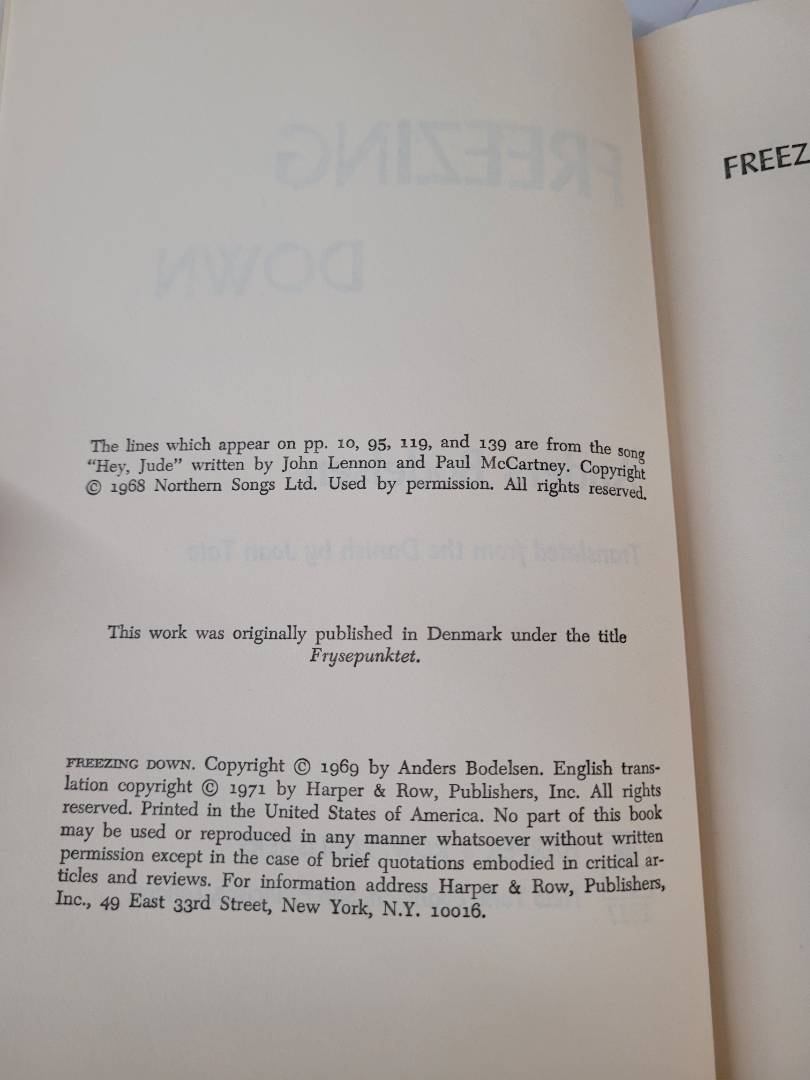 The lines which appear on pp. 10, 95, 119, and 139 are from the song
“Hey, Jude” written by John Lennon and Paul McCartney. Copyright
© 1968 Northern Songs Ltd. Used by permission. All rights reserved.
This work was originally published in Denmark under the title
Frysepunktet.
FREEZING DOWN. Copyright © 1969 by Anders Bodelsen. English trans-
lation copyright © 1971 by Harper & Row, Publishers, Inc. All rights
reserved. Printed in the United States of America. No part of this book
may be used or reproduced in any manner whatsoever without written
permission except in the case of brief quotations embodied in critical ar-
ticles and reviews. For information address Harper & Row, Publishers,
Inc., 49 East 33rd Street, New York, N.Y. 10016.
FREEZ